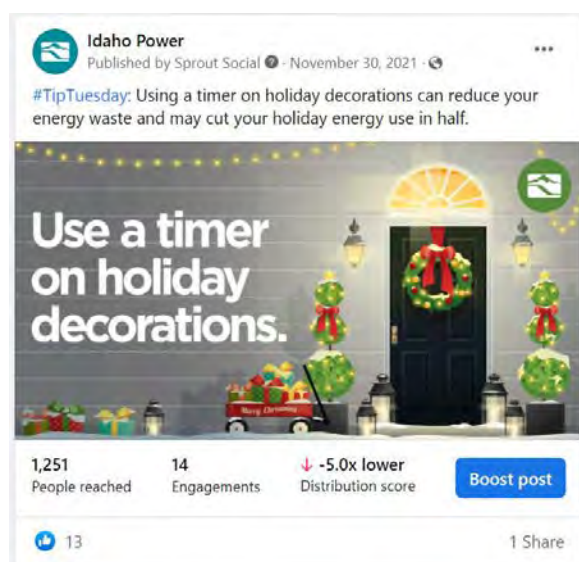 Idaho Power
Published by Sprout Social · November 30, 2021 ·
#TipTuesday: Using a timer on holiday decorations can reduce your
energy waste and may cut your holiday energy use in half.
Use a timer
on holiday
decorations.
Merry Christmas
1,251 14 ↓ -5.0x lower
People reached Engagements Distribution score
Boost post
13 1 Share